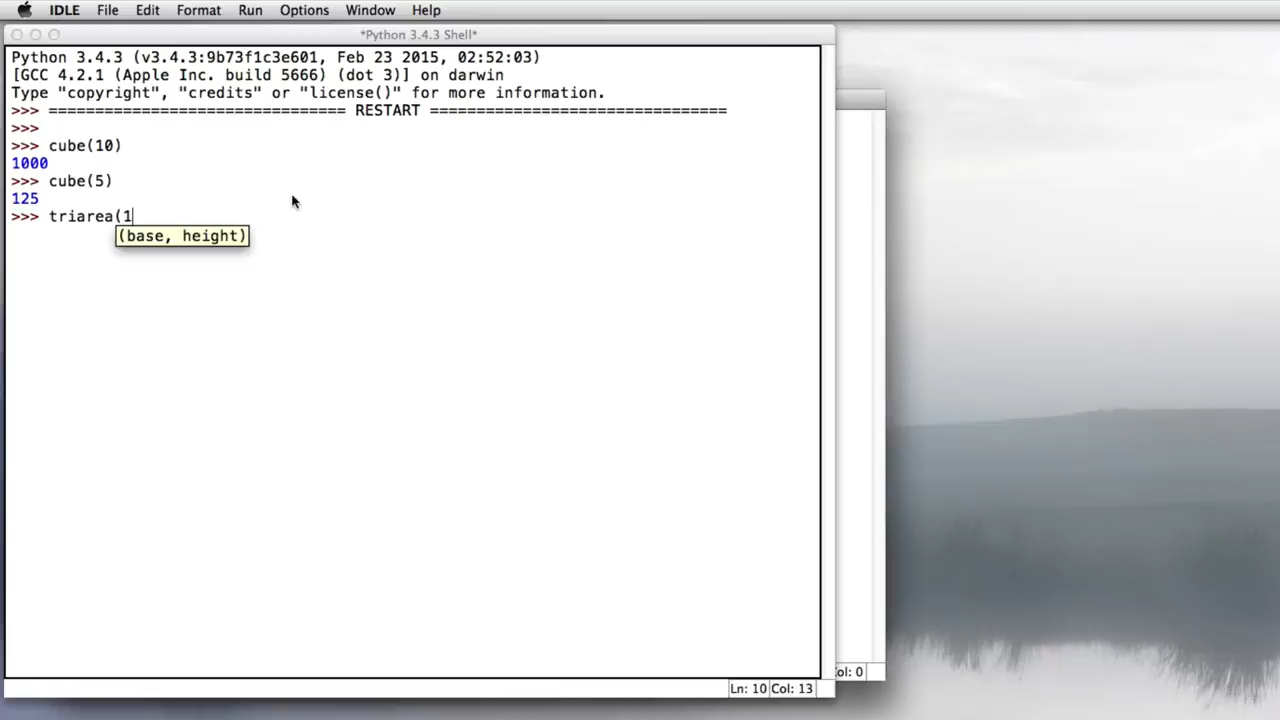 IDLE File Edit Format Run Options Window Help
*Python 3.4.3 Shell*
Python 3.4.3 (v3.4.3:9b73f1c3e601, Feb 23 2015, 02:52:03)
[GCC 4.2.1 (Apple Inc. build 5666) (dot 3)] on darwin
Type "copyright", "credits" or "license()" for more information.
>>> ================================ RESTART ================================
>>>
>>> cube(10)
1000
>>> cube(5)
125
>>> triarea(1
(base, height)
Col: 0
Ln: 10 Col: 13